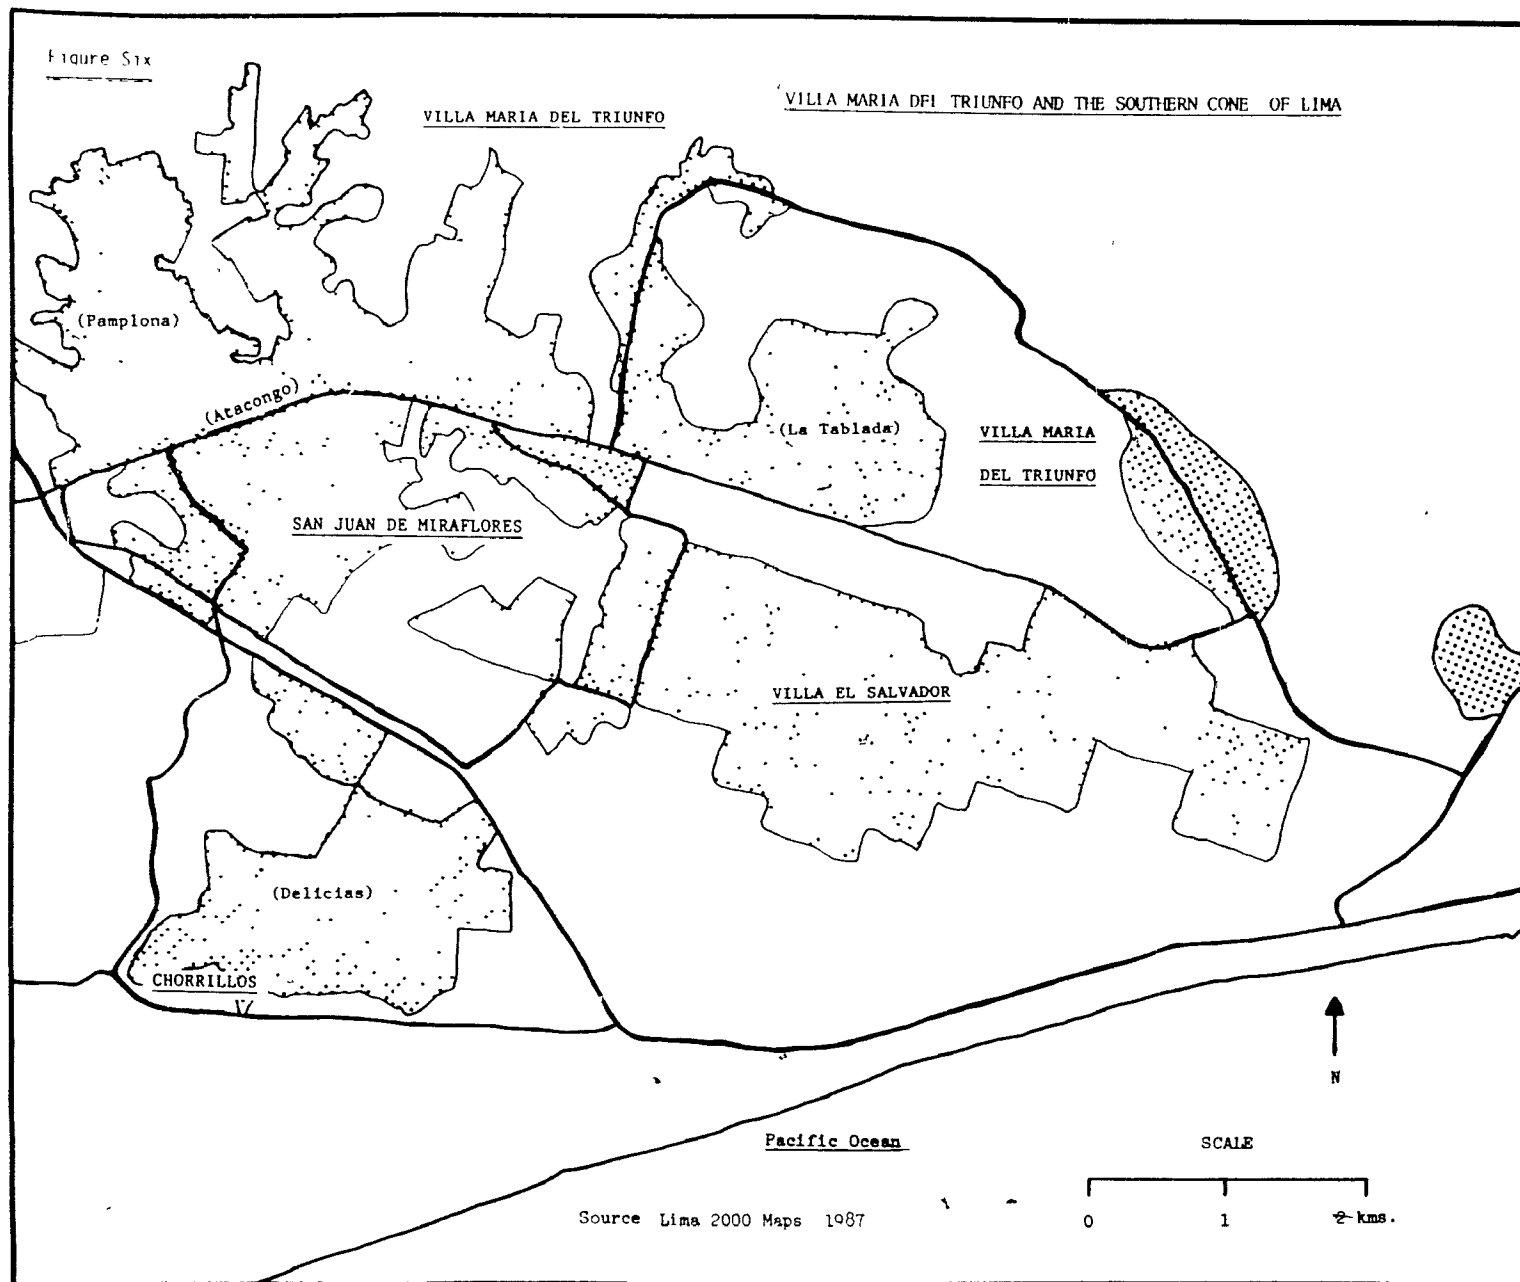 Figure Six
VILLA MARIA DEL TRIUNFO AND THE SOUTHERN CONE OF LIMA
VILLA MARIA DEL TRIUNFO
(Pamplona)
(Atacongo)
(La Tablada)
VILLA MARIA
DEL TRIUNFO
SAN JUAN DE MIRAFLORES
VILLA EL SALVADOR
(Delicias)
CHORRILLOS
N
Pacific Ocean
SCALE
0 1 2 kms.
Source Lima 2000 Maps 1987